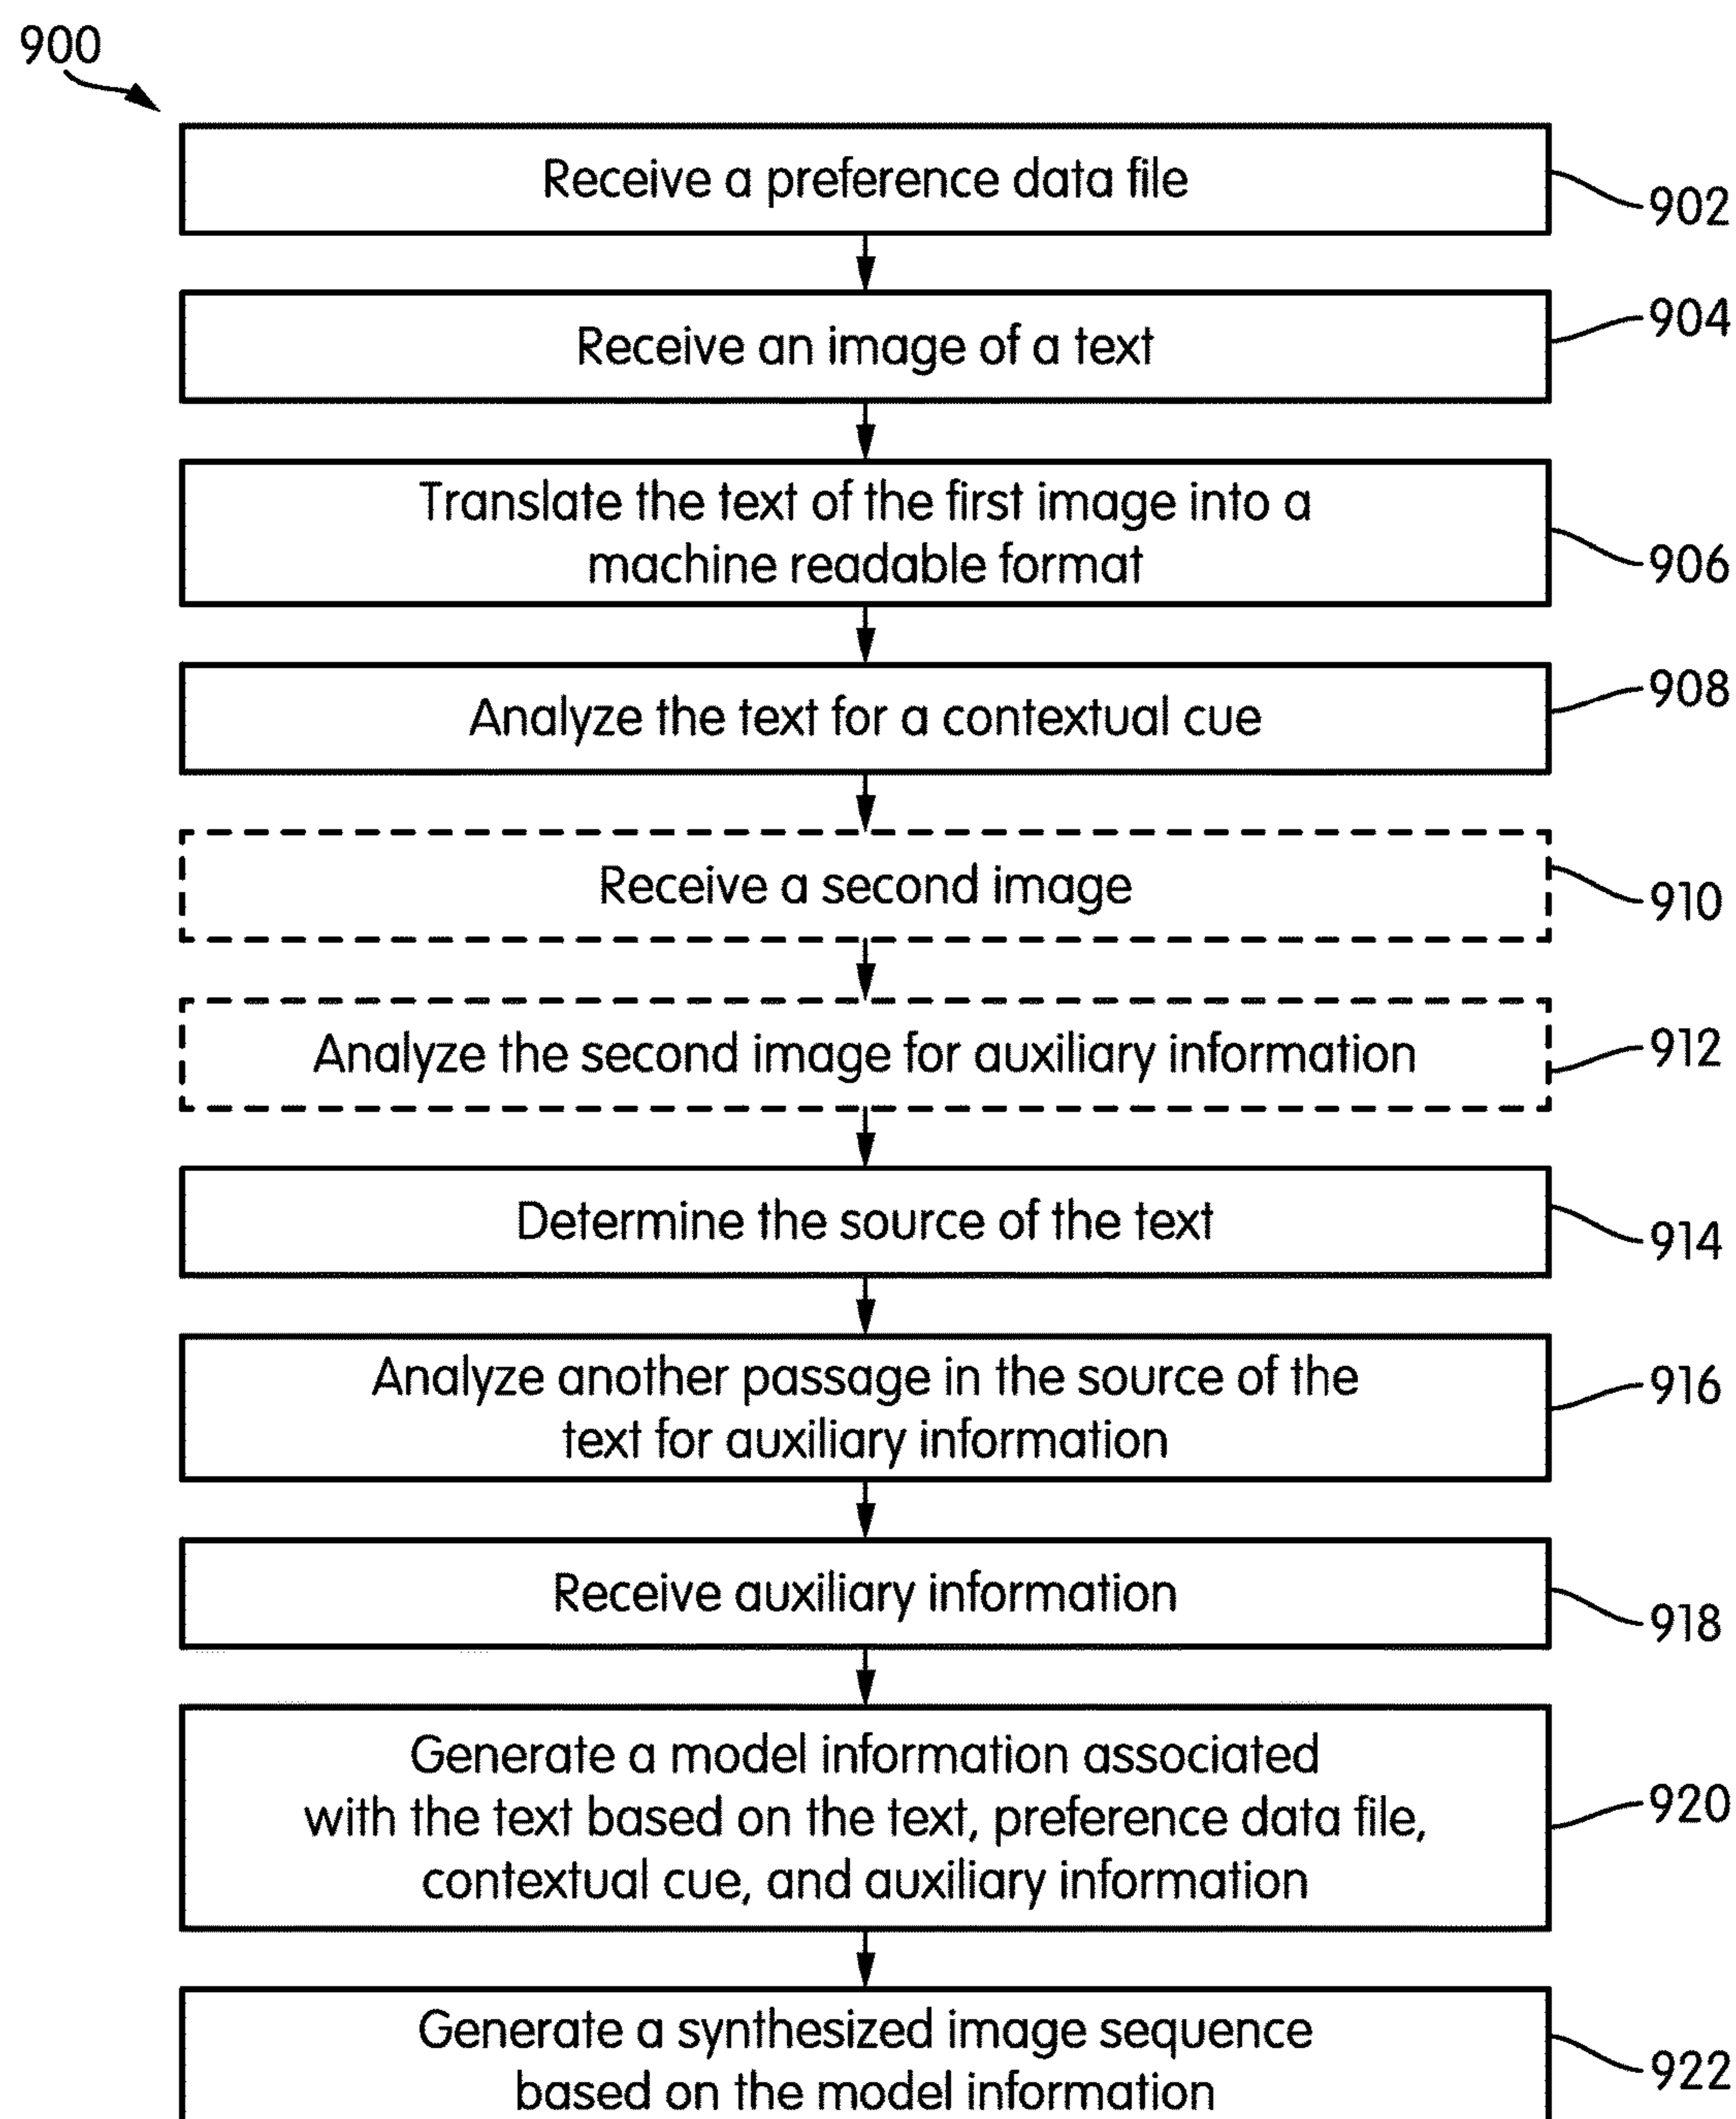 900
Receive a preference data file
902
Receive an image of a text
904
Translate the text of the first image into a
machine readable format
906
Analyze the text for a contextual cue
908
Receive a second image
910
Analyze the second image for auxiliary information
912
Determine the source of the text
914
Analyze another passage in the source of the
text for auxiliary information
916
Receive auxiliary information
918
Generate a model information associated
with the text based on the text, preference data file,
contextual cue, and auxiliary information
920
Generate a synthesized image sequence
based on the model information
922